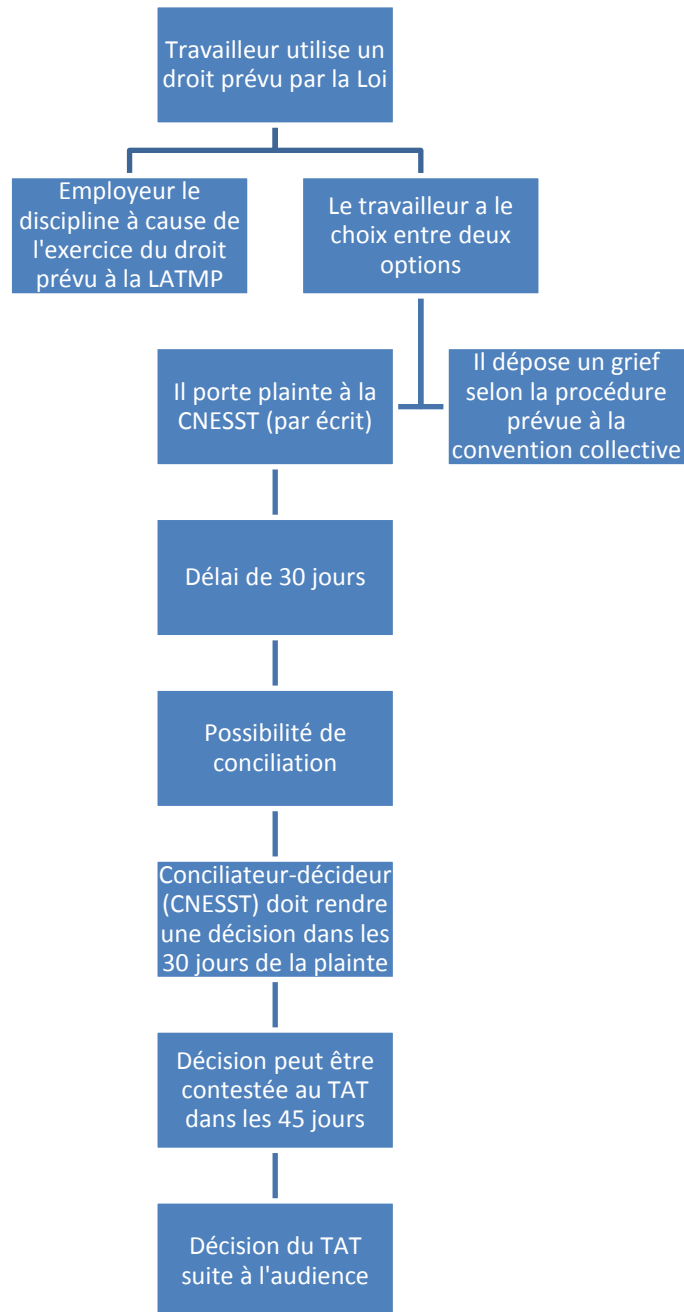 Travailleur utilise un
droit prévu par la Loi
Employeur le
discipline à cause de
l'exercice du droit
prévu à la LATMP
Le travailleur a le
choix entre deux
options
Il porte plainte à la
CNESST (par écrit)
Il dépose un grief
selon la procédure
prévue à la
convention collective
Délai de 30 jours
Possibilité de
conciliation
Conciliateur-décideur
(CNESST) doit rendre
une décision dans les
30 jours de la plainte
Décision peut être
contestée au TAT
dans les 45 jours
Décision du TAT
suite à l'audience